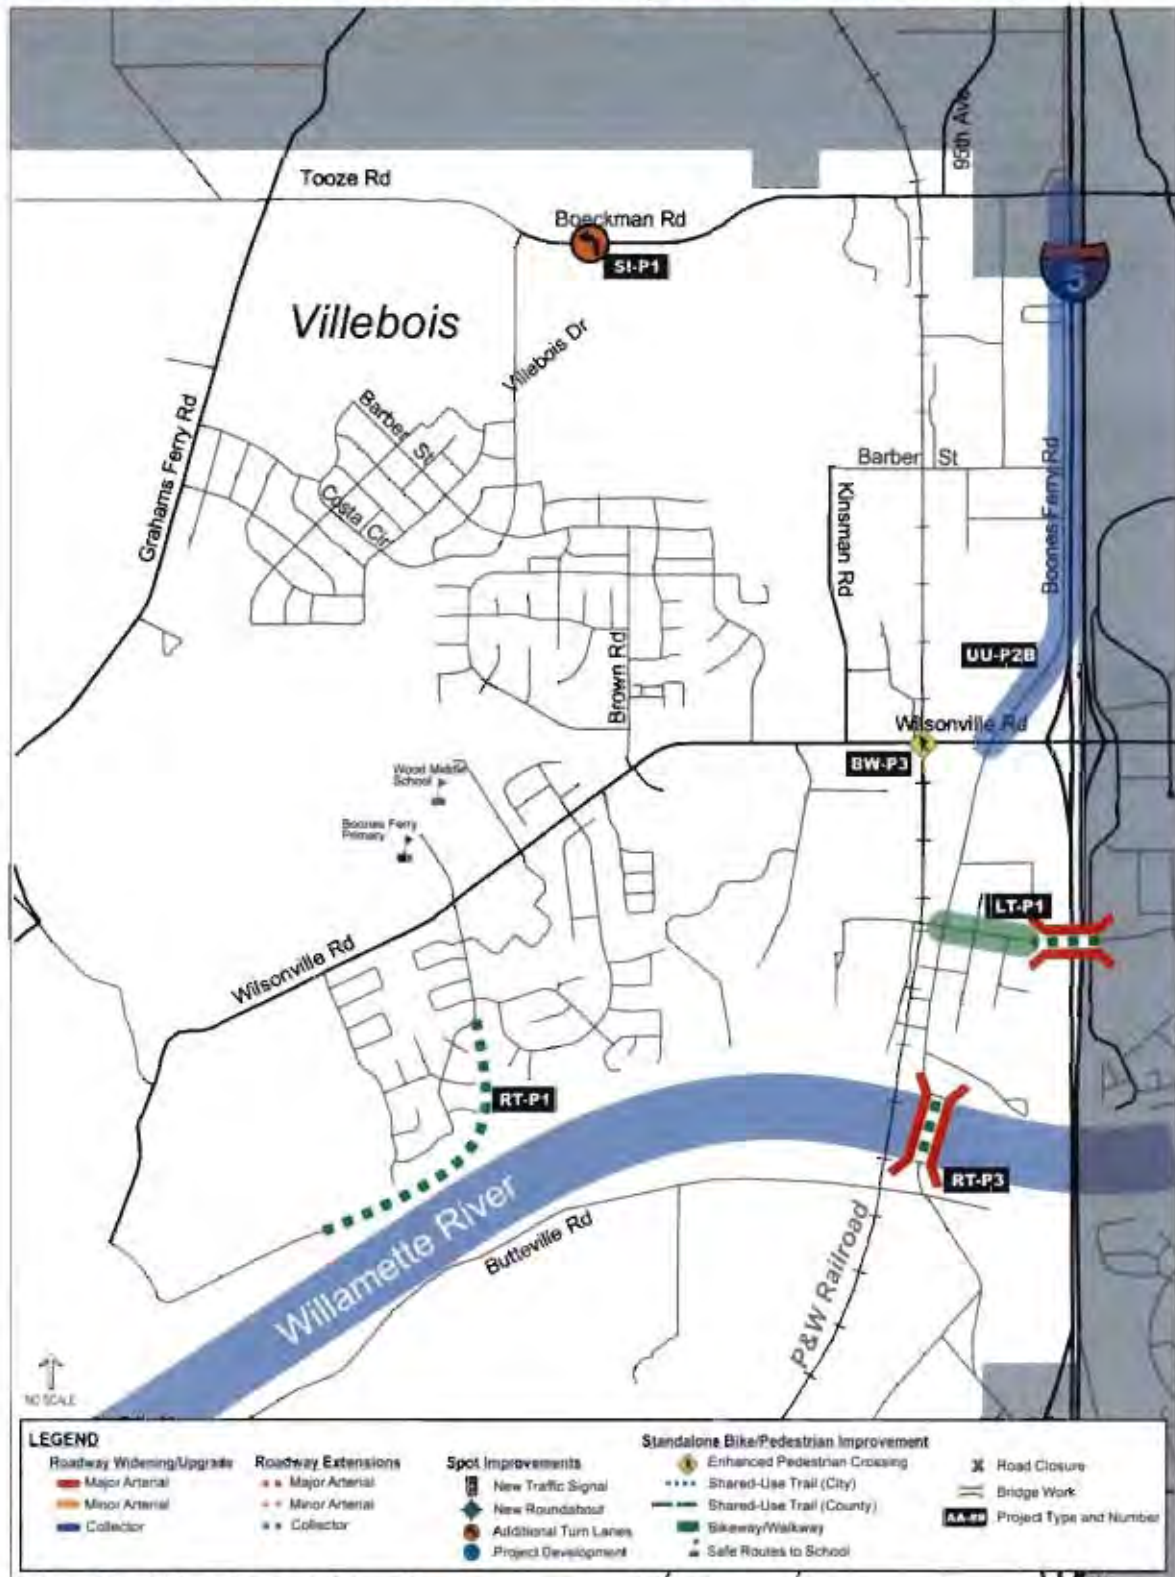 95th Ave
Tooze Rd
Boeckman Rd
SI-P1
5
Villebois
Villebois Dr
Barber St
Costa Cir
Grahams Ferry Rd
Barber St
Kinsman Rd
Boones Ferry Rd
UU-P2B
Brown Rd
Wilsonville Rd
BW-P3
Wood Middle
School
Boones Ferry
Primary
LT-P1
Wilsonville Rd
RT-P1
RT-P3
Willamette River
Butteville Rd
P&W Railroad
NO SCALE
LEGEND
Roadway Widening/Upgrade
Major Arterial
Minor Arterial
Collector
Roadway Extensions
Major Arterial
Minor Arterial
Collector
Spot Improvements
New Traffic Signal
New Roundabout
Additional Turn Lanes
Project Development
Standalone Bike/Pedestrian Improvement
Enhanced Pedestrian Crossing
Shared-Use Trail (City)
Shared-Use Trail (County)
Bikeway/Walkway
Safe Routes to School
Road Closure
Bridge Work
AA-## Project Type and Number